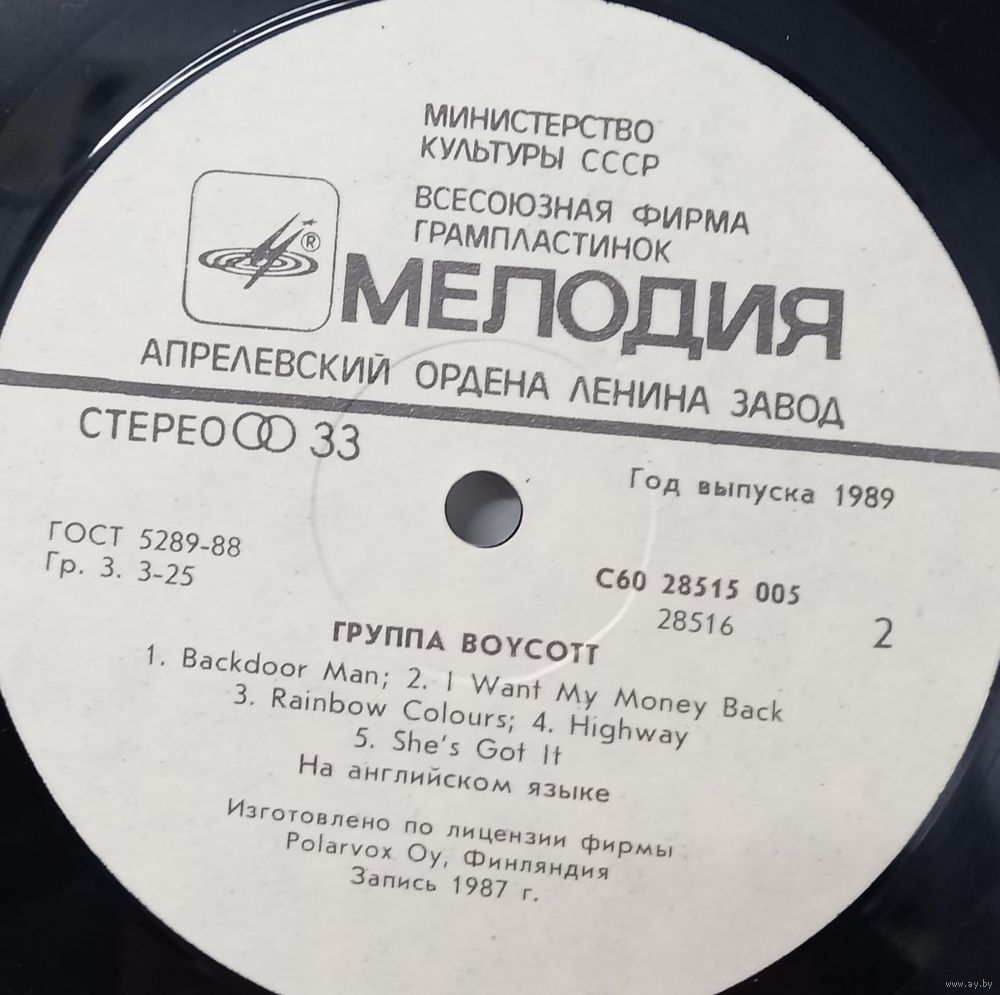 МИНИСТЕРСТВО
КУЛЬТУРЫ СССР
ВСЕСОЮЗНАЯ ФИРМА
ГРАМПЛАСТИНОК
®
МЕЛОДИЯ
АПРЕЛЕВСКИЙ ОРДЕНА ЛЕНИНА ЗАВОД
СТЕРЕО 33
Год выпуска 1989
ГОСТ 5289-88
Гр. 3. 3-25
С60 28515 005
28516
2
ГРУППА BOYCOTT
1. Backdoor Man; 2. I Want My Money Back
3. Rainbow Colours; 4. Highway
5. She's Got It
На английском языке
Изготовлено по лицензии фирмы
Polarvox Oy, Финляндия
Запись 1987 г.
www.ay.by